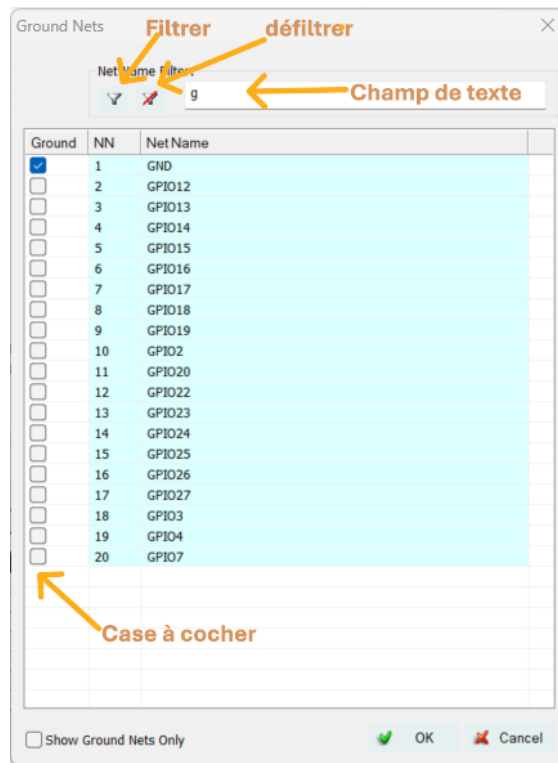 Ground Nets
Filtrer
défiltrer
Net Name Filter:
g
Champ de texte
Ground NN Net Name
1 GND
2 GPIO12
3 GPIO13
4 GPIO14
5 GPIO15
6 GPIO16
7 GPIO17
8 GPIO18
9 GPIO19
10 GPIO2
11 GPIO20
12 GPIO22
13 GPIO23
14 GPIO24
15 GPIO25
16 GPIO26
17 GPIO27
18 GPIO3
19 GPIO4
20 GPIO7
Case à cocher
Show Ground Nets Only
OK
Cancel